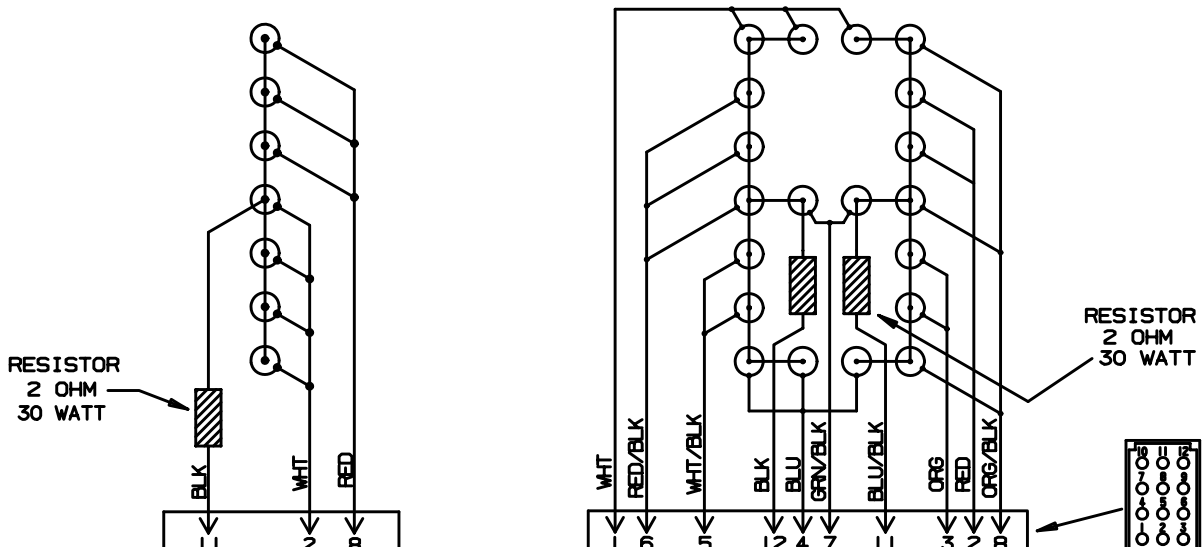 RESISTOR
2 OHM
30 WATT
BLK
WHT
RED
11 2 8
WHT
RED/BLK
WHT/BLK
BLK
BLU
GRN/BLK
BLU/BLK
ORG
RED
ORG/BLK
1 6 5 12 4 7 11 3 2 8
RESISTOR
2 OHM
30 WATT
10 11 12
7 8 9
4 5 6
1 2 3